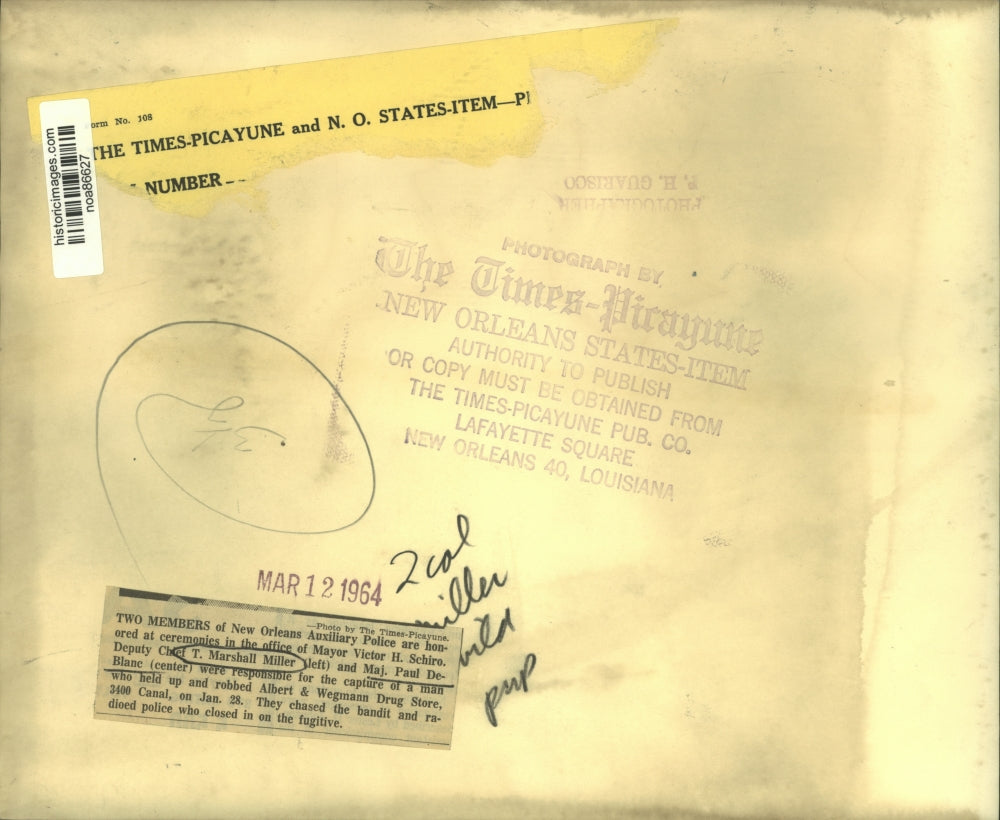 orm No. 108
THE TIMES-PICAYUNE and N. O. STATES-ITEM—P
NUMBER
historicimages.com
noa86627
PHOTOGRAPHER
P. H. GUARISCO
PHOTOGRAPH BY
The Times-Picayune
NEW ORLEANS STATES-ITEM
AUTHORITY TO PUBLISH
OR COPY MUST BE OBTAINED FROM
THE TIMES-PICAYUNE PUB. CO.
LAFAYETTE SQUARE
NEW ORLEANS 40, LOUISIANA
MAR 12 1964
2 col
miller
—Photo by The Times-Picayune.
TWO MEMBERS of New Orleans Auxiliary Police are hon-
ored at ceremonies in the office of Mayor Victor H. Schiro.
Deputy Chief T. Marshall Miller (left) and Maj. Paul De-
Blanc (center) were responsible for the capture of a man
who held up and robbed Albert & Wegmann Drug Store,
3400 Canal, on Jan. 28. They chased the bandit and ra-
dioed police who closed in on the fugitive.